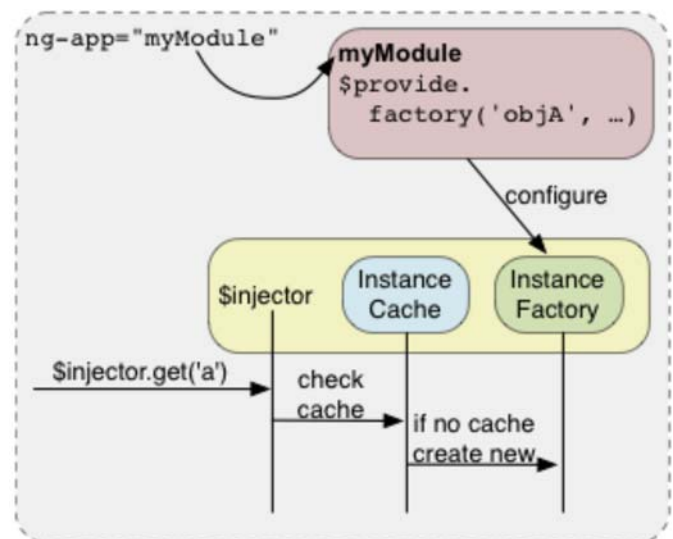 ng-app="myModule"
myModule
$provide.
factory('objA', …)
configure
$injector
Instance
Cache
Instance
Factory
$injector.get('a')
check
cache
if no cache
create new